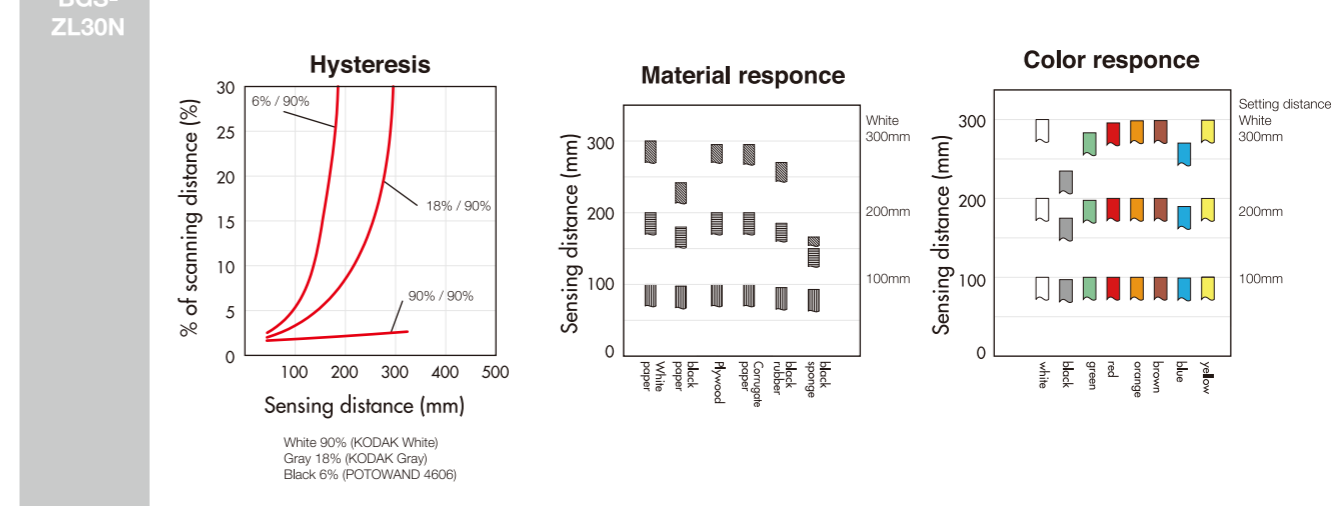 BGS-
ZL30N
Hysteresis
% of scanning distance (%)
30
25
20
15
10
5
0
6% / 90%
18% / 90%
90% / 90%
100 200 300 400 500
Sensing distance (mm)
White 90% (KODAK White)
Gray 18% (KODAK Gray)
Black 6% (POTOWAND 4606)
Material responce
Sensing distance (mm)
300
200
100
0
White
300mm
200mm
100mm
White
paper
black
paper
Plywood
Corrugate
paper
black
rubber
black
sponge
Color responce
Sensing distance (mm)
300
200
100
0
Setting distance
White
300mm
200mm
100mm
white
black
green
red
orange
brown
blue
yellow